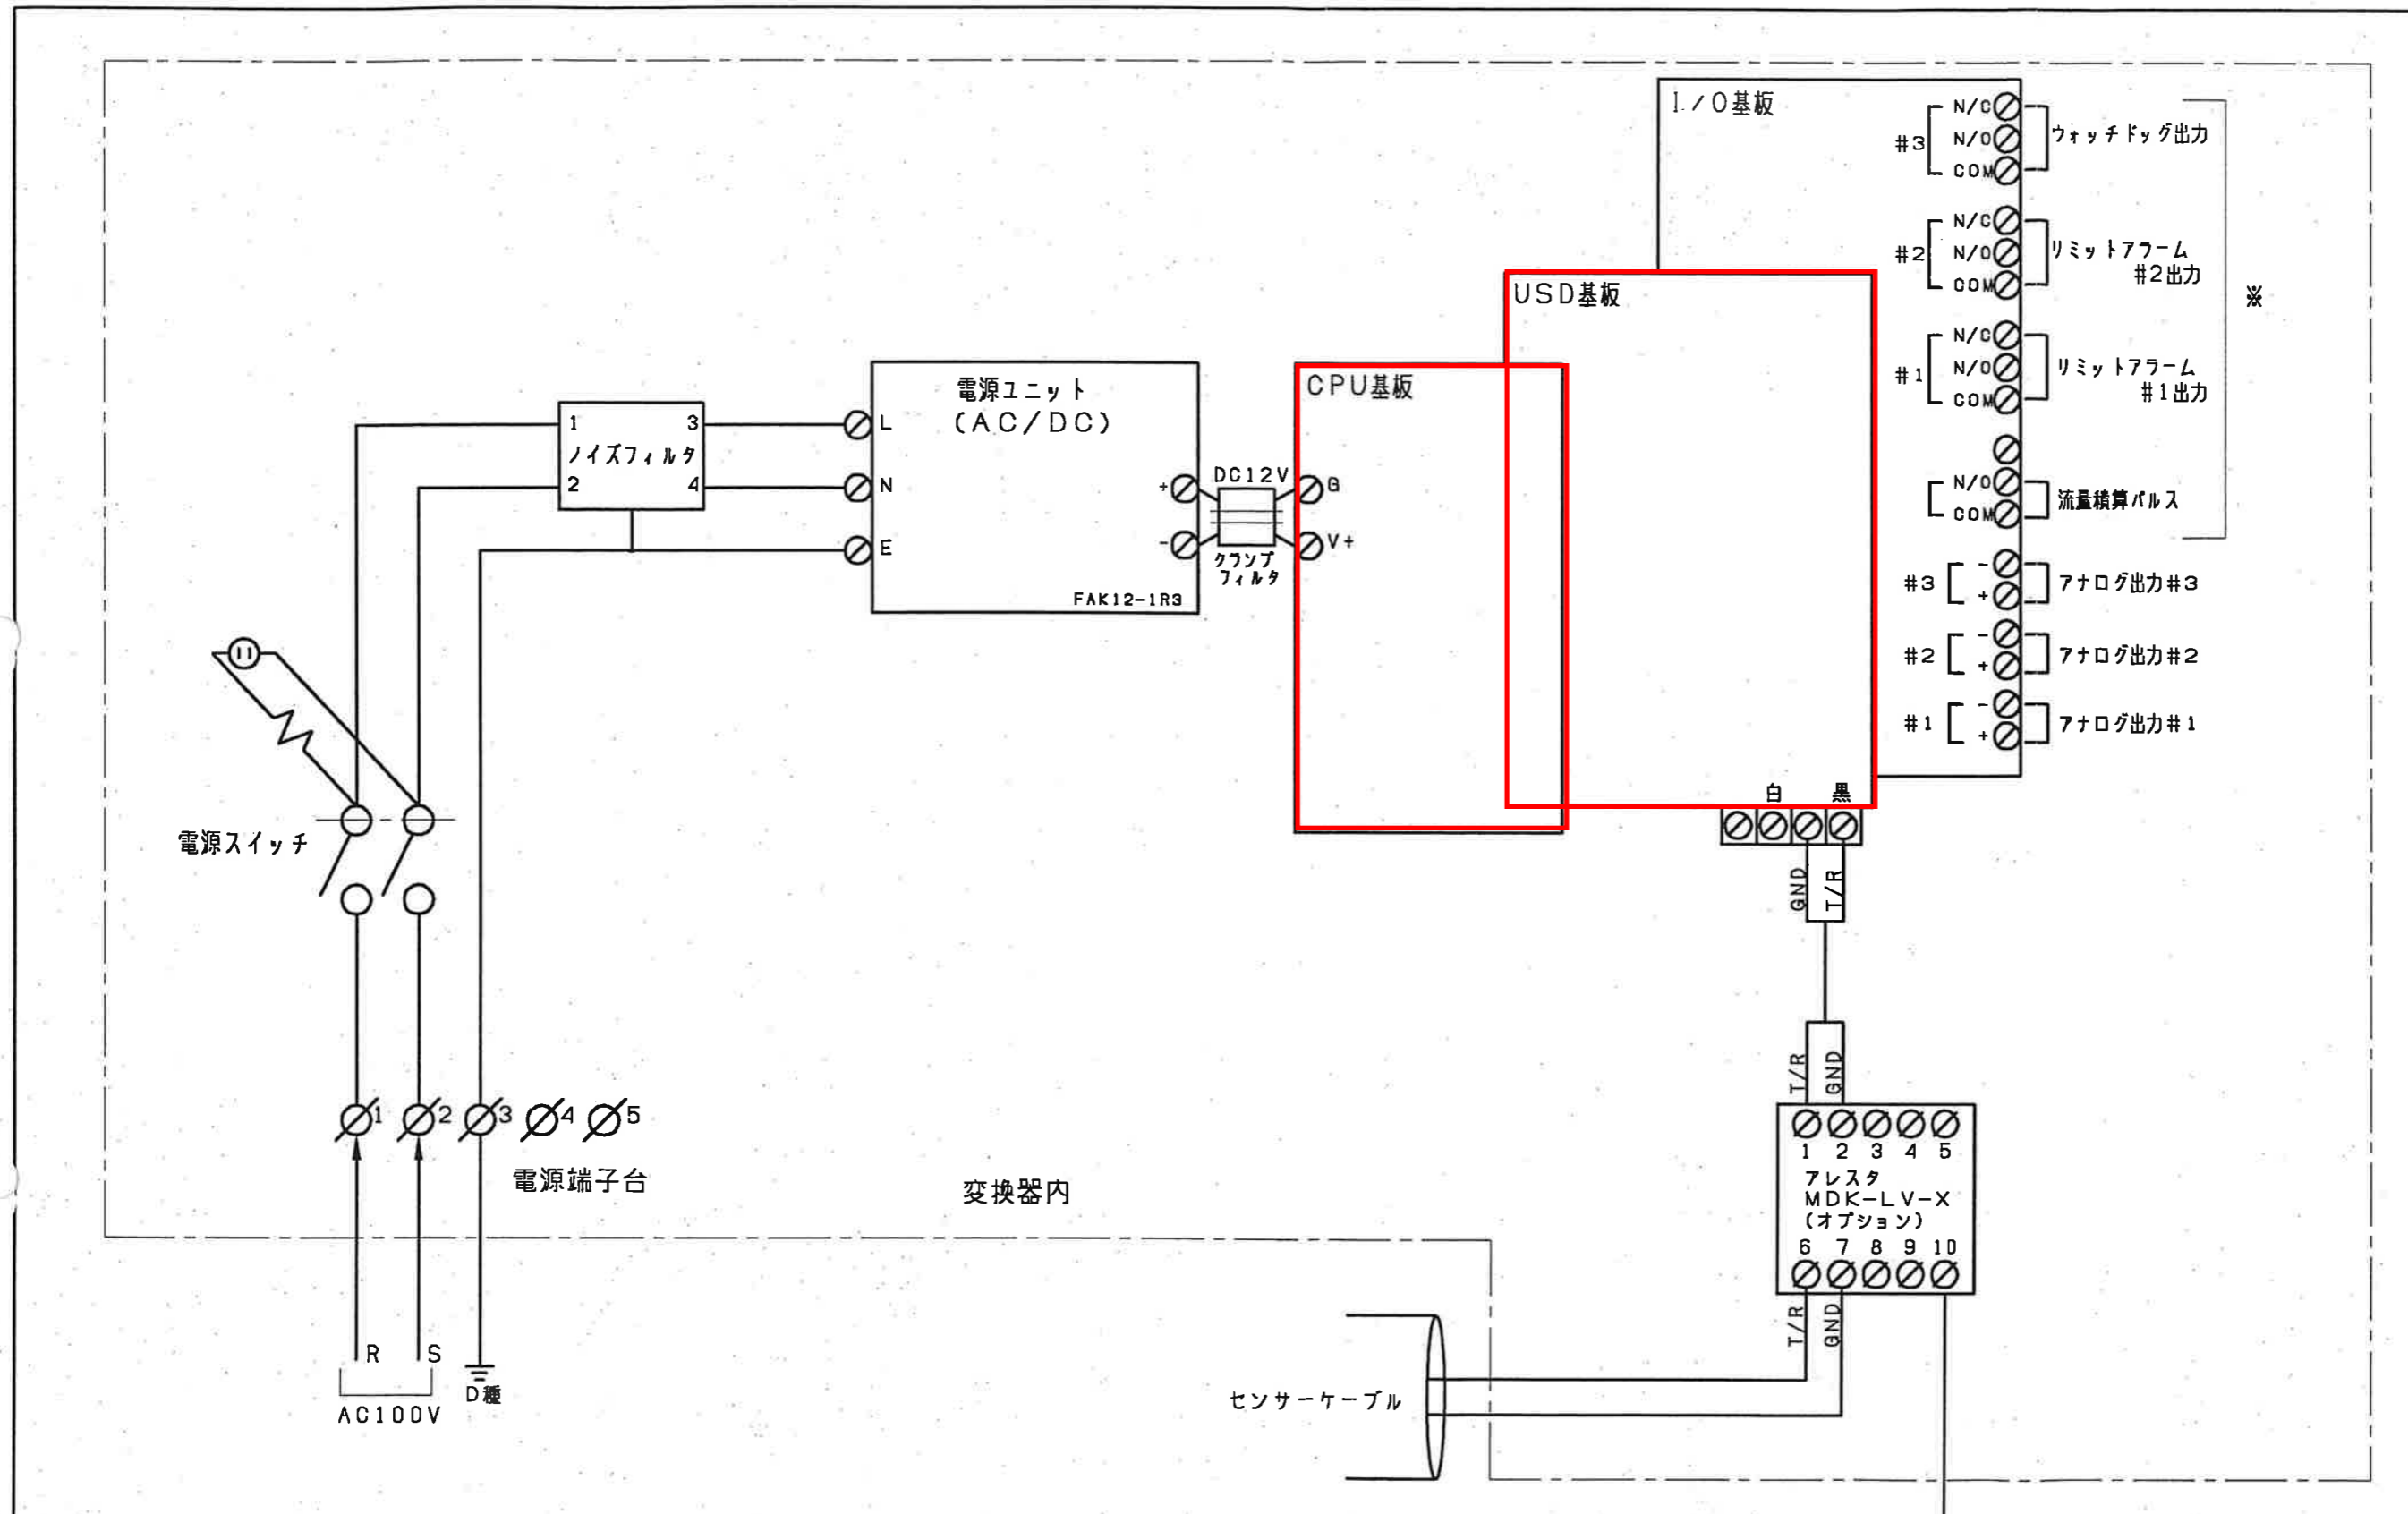 I/O基板
#3
N/C
N/O
COM
ウォッチドッグ出力
#2
N/C
N/O
COM
リミットアラーム
#2出力
#1
N/C
N/O
COM
リミットアラーム
#1出力
※
N/O
COM
流量積算パルス
#3
-
+
アナログ出力#3
#2
-
+
アナログ出力#2
#1
-
+
アナログ出力#1
USD基板
白 黒
CPU基板
G
V+
DC12V
クランプ
フィルタ
電源ユニット
(AC/DC)
L
N
E
+
-
FAK12-1R3
1 3
ノイズフィルタ
2 4
電源スイッチ
GND
T/R
T/R
GND
1 2 3 4 5
電源端子台
変換器内
1 2 3 4 5
アレスタ
MDK-LV-X
(オプション)
6 7 8 9 10
T/R
GND
R S
D種
AC100V
センサーケーブル